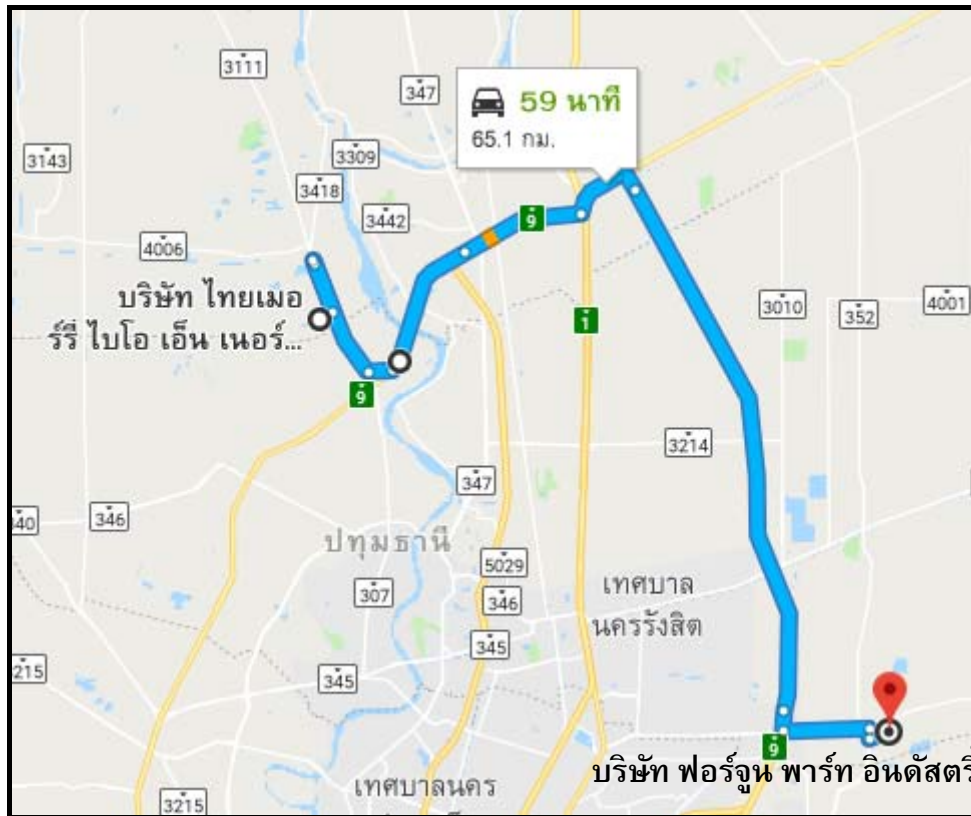 3111
347
59 นาที
65.1 กม.
3143
3309
3418
3442
9
4006
บริษัท ไทยเมอ
ร์รี่ ไบโอ เอ็น เนอร์...
1
3010
352
4001
9
3214
347
340
346
ปทุมธานี
5029
เทศบาล
นครรังสิต
307
346
345
3215
345
9
บริษัท ฟอร์จูน พาร์ท อินดัสตรี
เทศบาลนคร
3215